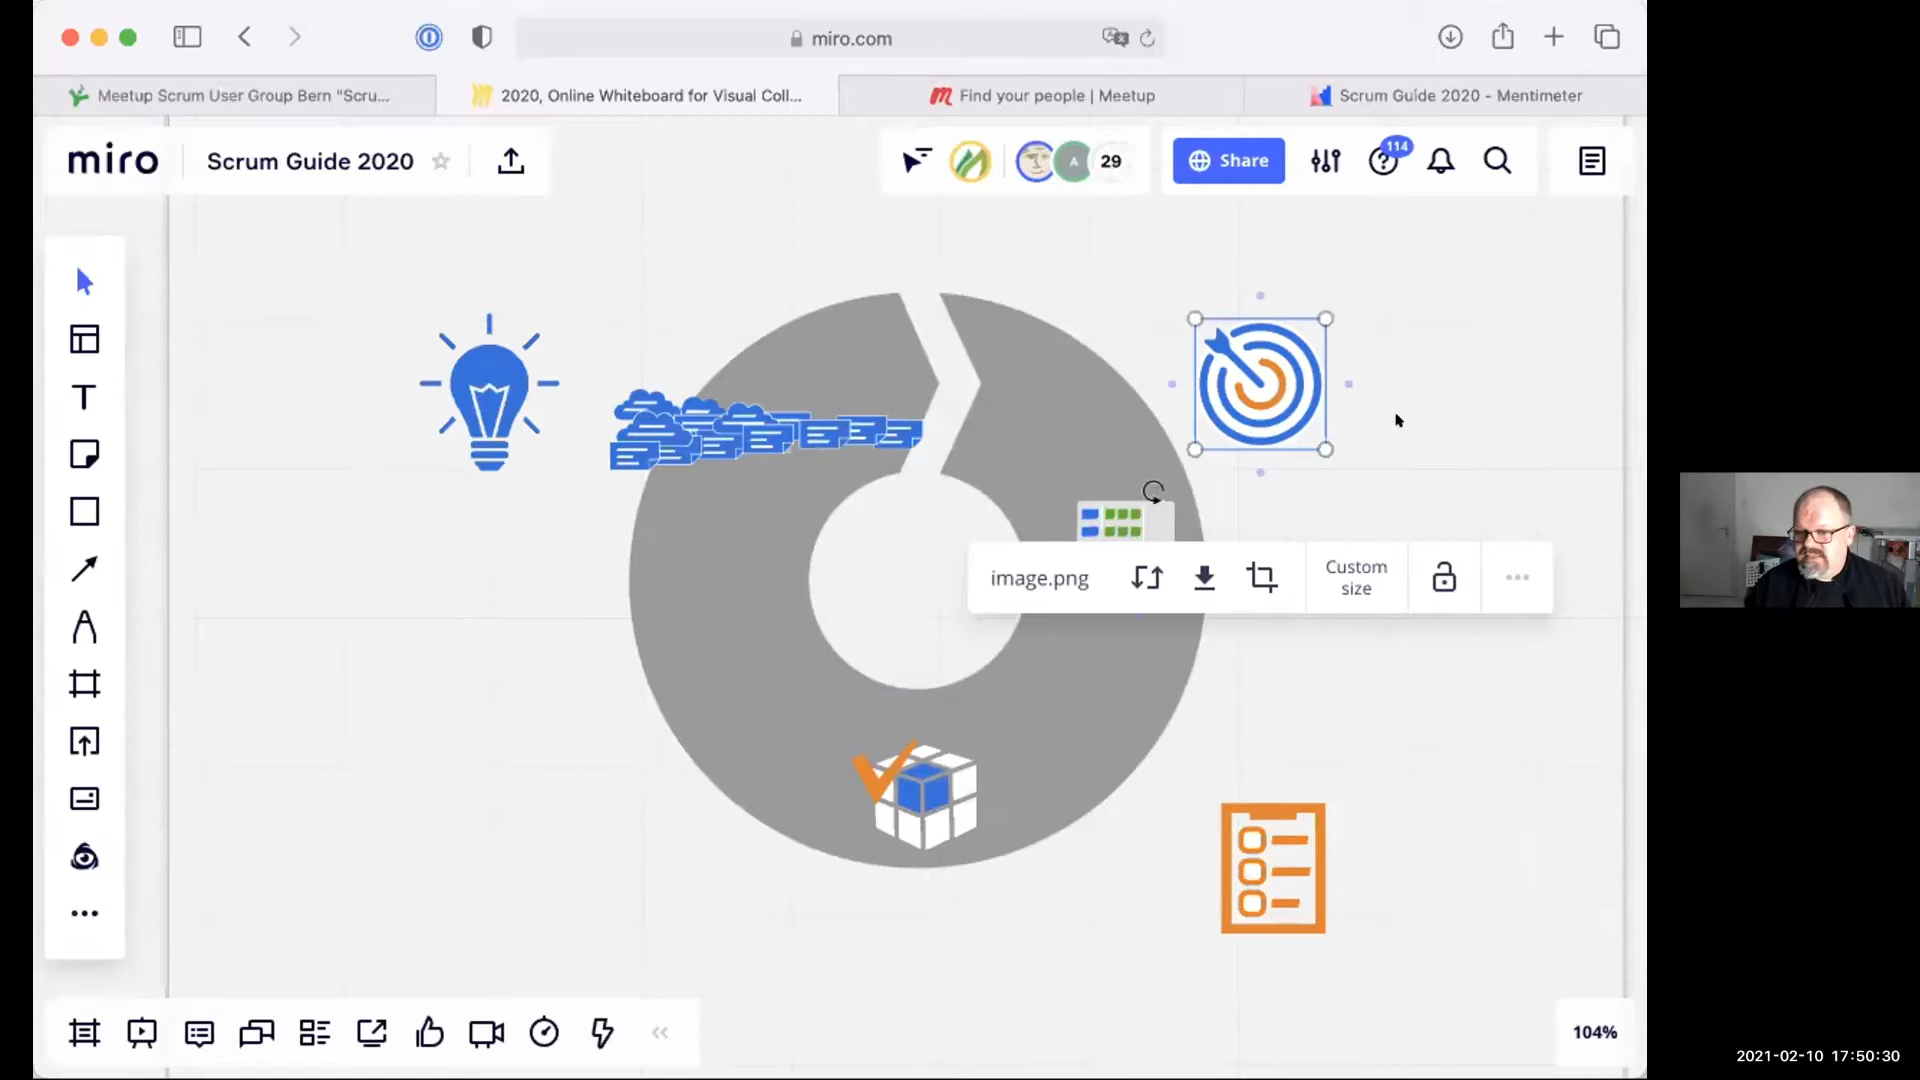 miro.com
Meetup Scrum User Group Bern "Scru...
2020, Online Whiteboard for Visual Coll...
Find your people | Meetup
Scrum Guide 2020 - Mentimeter
miro
Scrum Guide 2020
A
29
Share
114
image.png
Custom
size
104%
2021-02-10 17:50:30